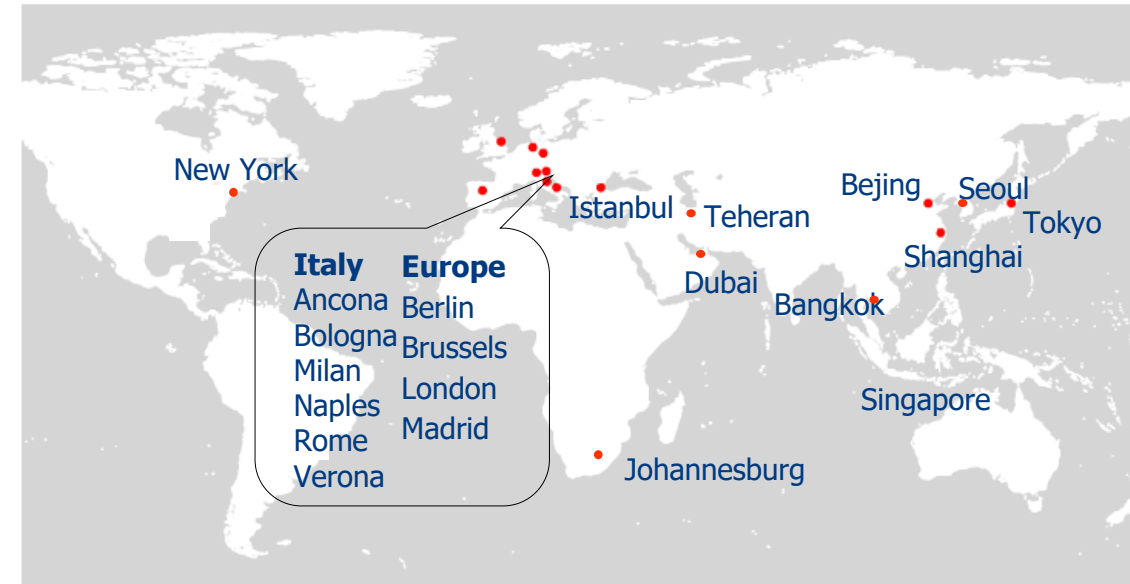 New York
Istanbul
Teheran
Dubai
Bejing
Seoul
Tokyo
Shanghai
Bangkok
Singapore
Johannesburg
Italy
Ancona
Bologna
Milan
Naples
Rome
Verona
Europe
Berlin
Brussels
London
Madrid